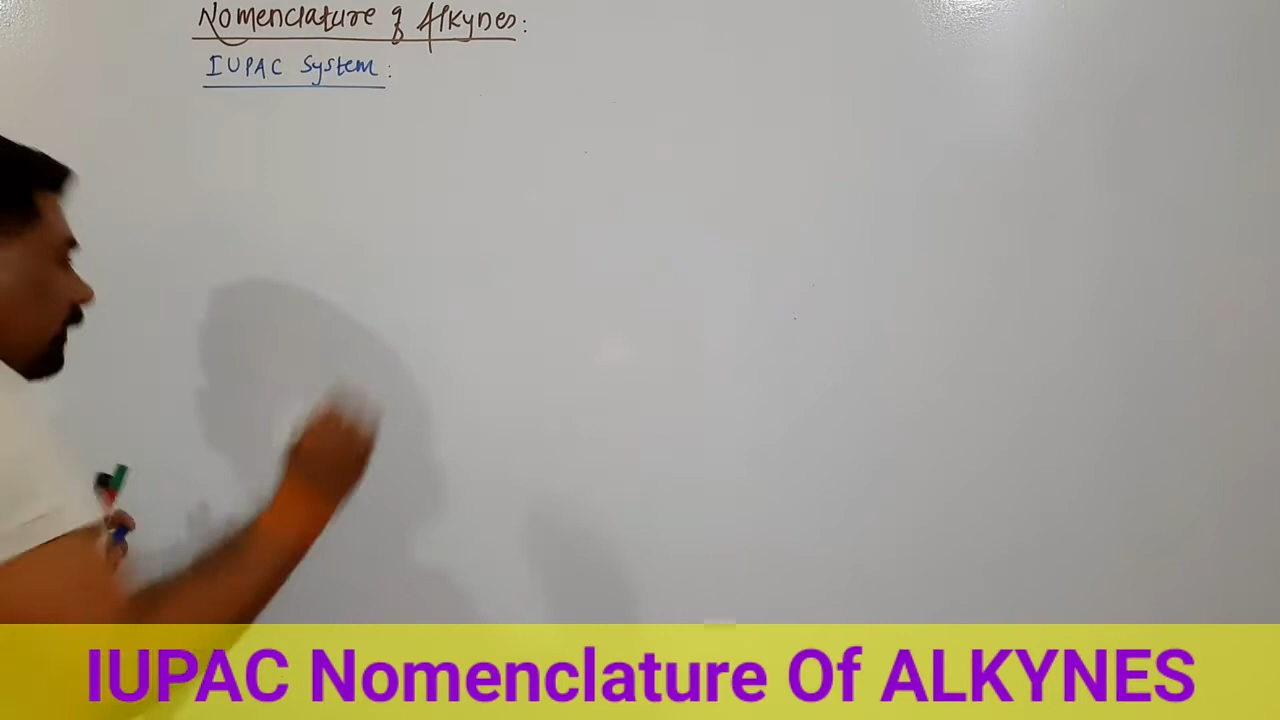 Nomenclature of Alkynes:
IUPAC System:
IUPAC Nomenclature Of ALKYNES